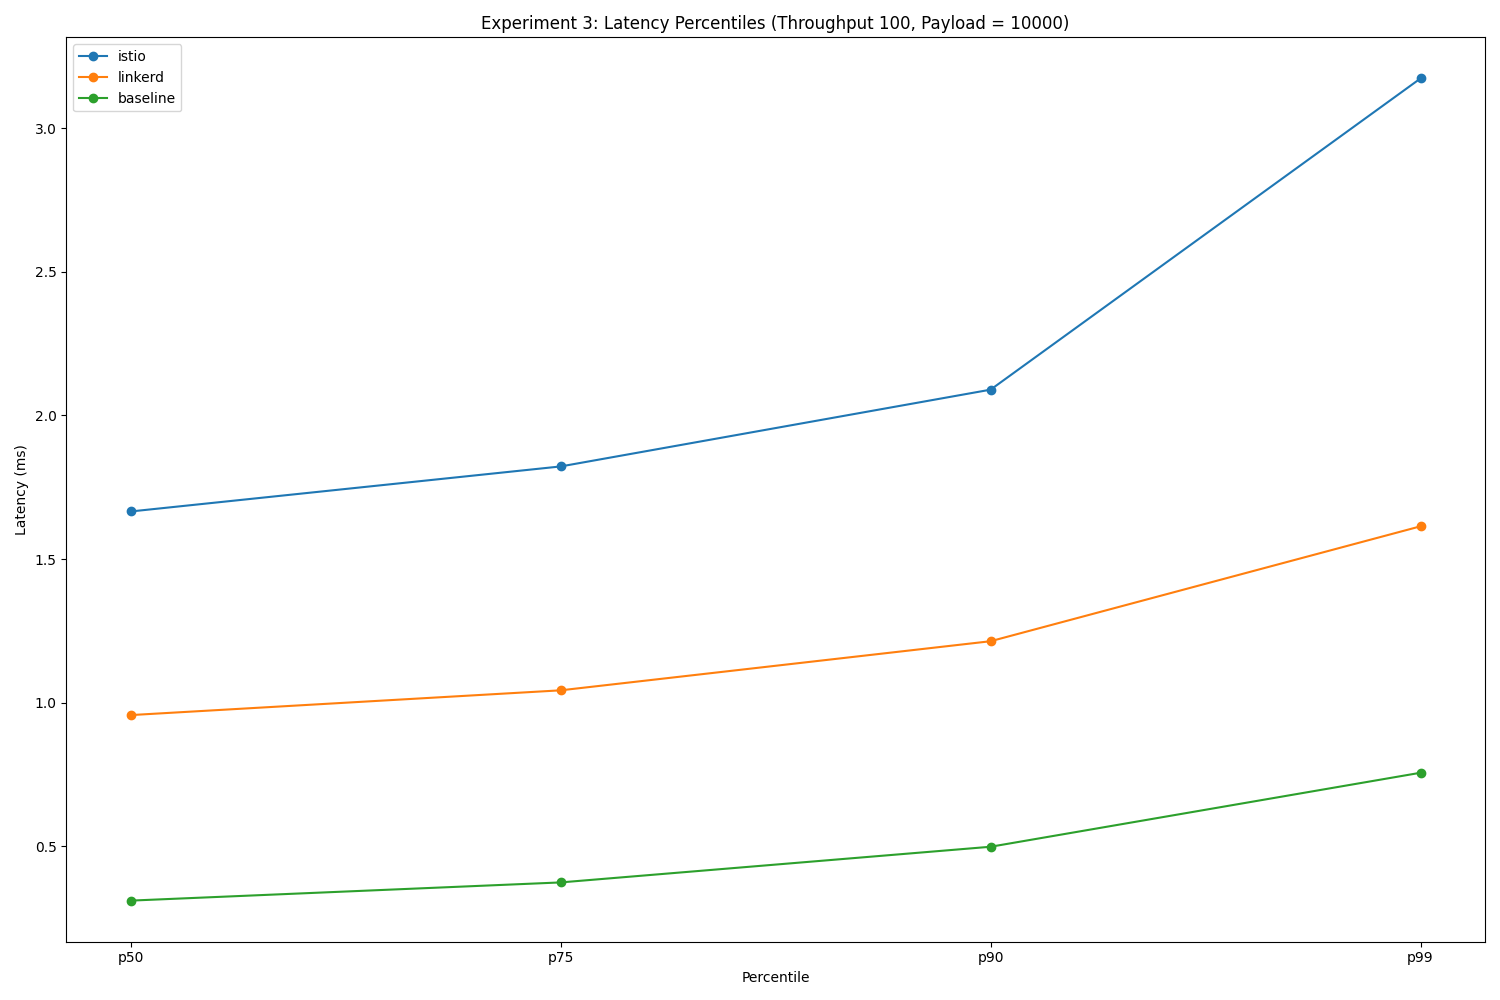 Experiment 3: Latency Percentiles (Throughput 100, Payload = 10000)
istio
linkerd
baseline
Latency (ms)
3.0
2.5
2.0
1.5
1.0
0.5
p50 p75 p90 p99
Percentile